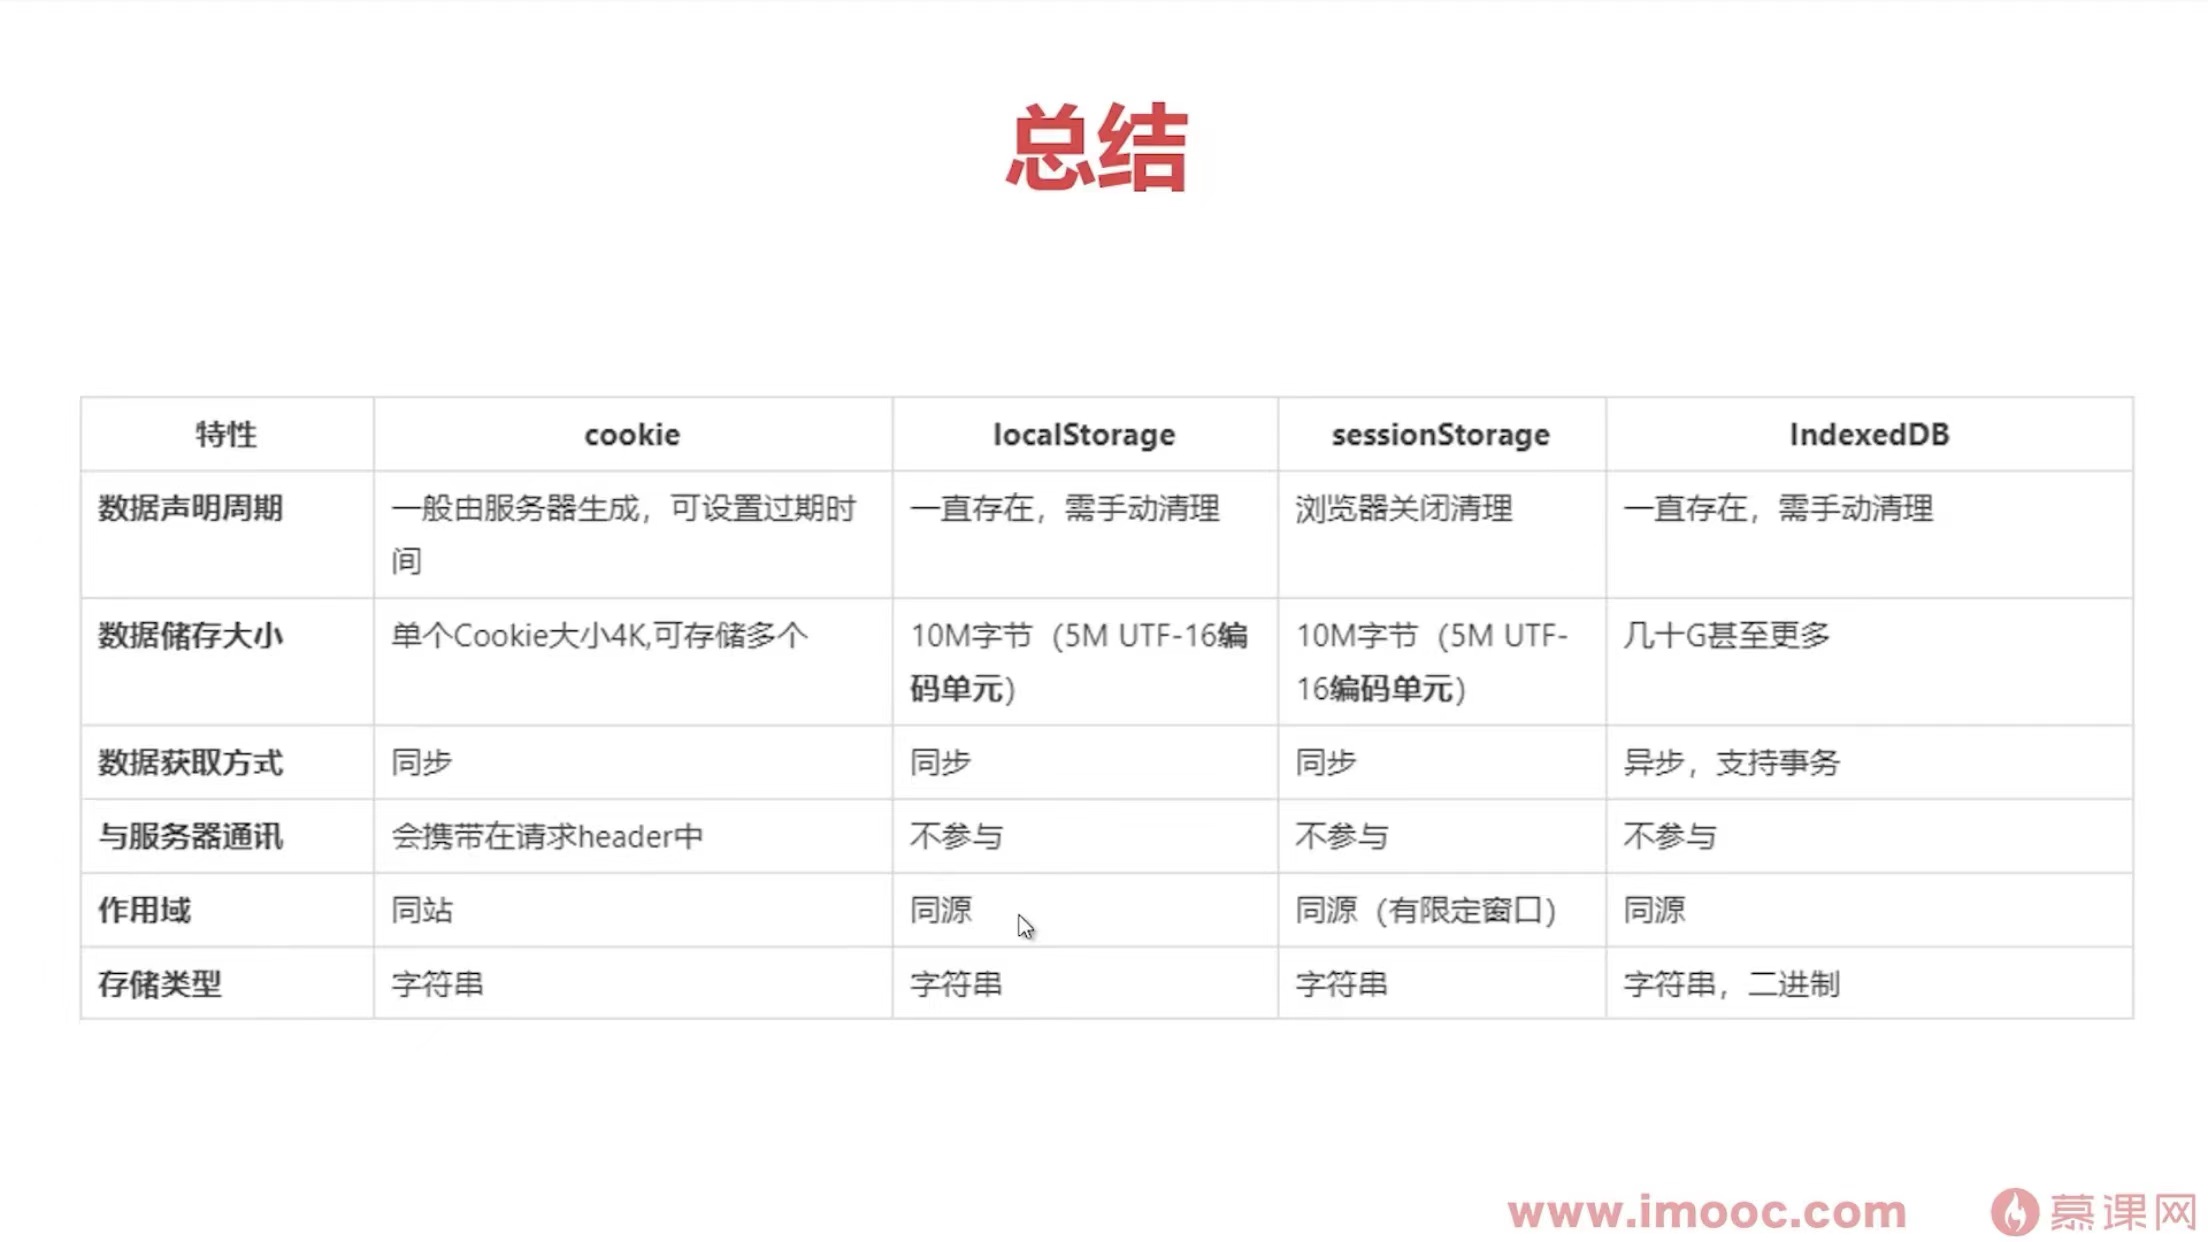 总结
特性 cookie localStorage sessionStorage IndexedDB
数据声明周期 一般由服务器生成，可设置过期时 一直存在，需手动清理 浏览器关闭清理 一直存在，需手动清理
间
数据储存大小 单个Cookie大小4K,可存储多个 10M字节（5M UTF-16编 10M字节（5M UTF- 几十G甚至更多
码单元） 16编码单元）
数据获取方式 同步 同步 同步 异步，支持事务
与服务器通讯 会携带在请求header中 不参与 不参与 不参与
作用域 同站 同源 同源（有限定窗口） 同源
存储类型 字符串 字符串 字符串 字符串，二进制
www.imooc.com 慕课网